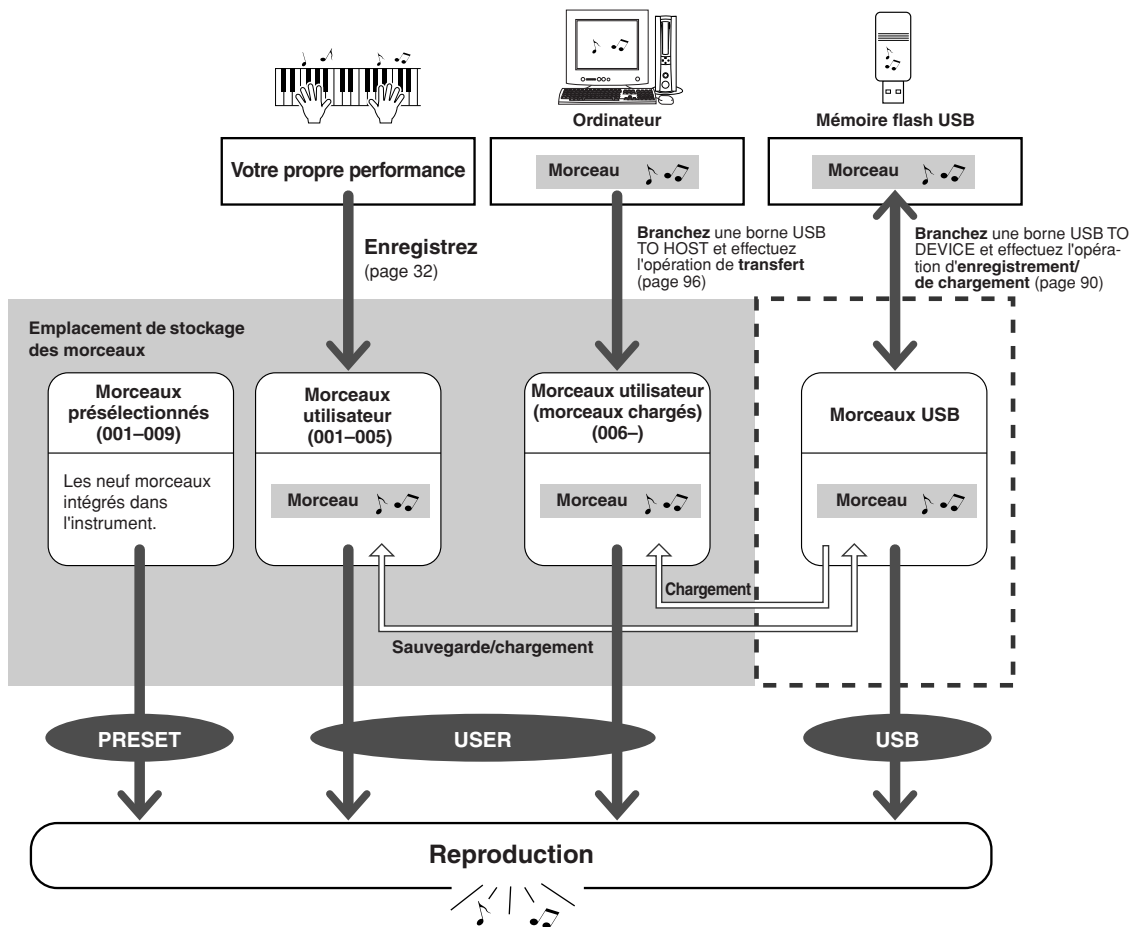 Ordinateur
Mémoire flash USB
Votre propre performance
Morceau
Morceau
Enregistrez
(page 32)
Branchez une borne USB
TO HOST et effectuez
l'opération de transfert
(page 96)
Branchez une borne USB TO
DEVICE et effectuez l'opéra-
tion d'enregistrement/
de chargement (page 90)
Emplacement de stockage
des morceaux
Morceaux
présélectionnés
(001–009)
Les neuf morceaux
intégrés dans
l'instrument.
Morceaux
utilisateur
(001–005)
Morceau
Morceaux utilisateur
(morceaux chargés)
(006–)
Morceau
Morceaux USB
Morceau
Chargement
Sauvegarde/chargement
PRESET
USER
USB
Reproduction